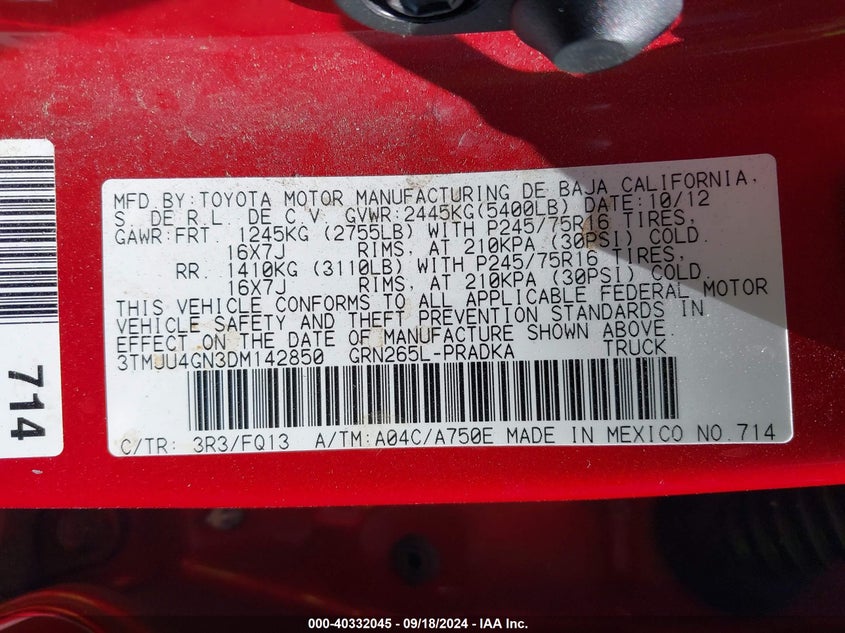 MFD.BY:TOYOTA MOTOR MANUFACTURING DE BAJA CALIFORNIA,
S. DE R.L. DE C.V. GVWR:2445KG(5400LB) DATE:10/12
GAWR:FRT. 1245KG (2755LB) WITH P245/75R16 TIRES,
16X7J RIMS, AT 210KPA (30PSI) COLD.
RR. 1410KG (3110LB) WITH P245/75R16 TIRES,
16X7J RIMS, AT 210KPA (30PSI) COLD.
THIS VEHICLE CONFORMS TO ALL APPLICABLE FEDERAL MOTOR
VEHICLE SAFETY AND THEFT PREVENTION STANDARDS IN
EFFECT ON THE DATE OF MANUFACTURE SHOWN ABOVE.
3TMJU4GN3DM142850 GRN265L-PRADKA TRUCK
C/TR: 3R3/FQ13 A/TM:A04C/A750E MADE IN MEXICO NO.714
714
000-40332045 - 09/18/2024 - IAA Inc.